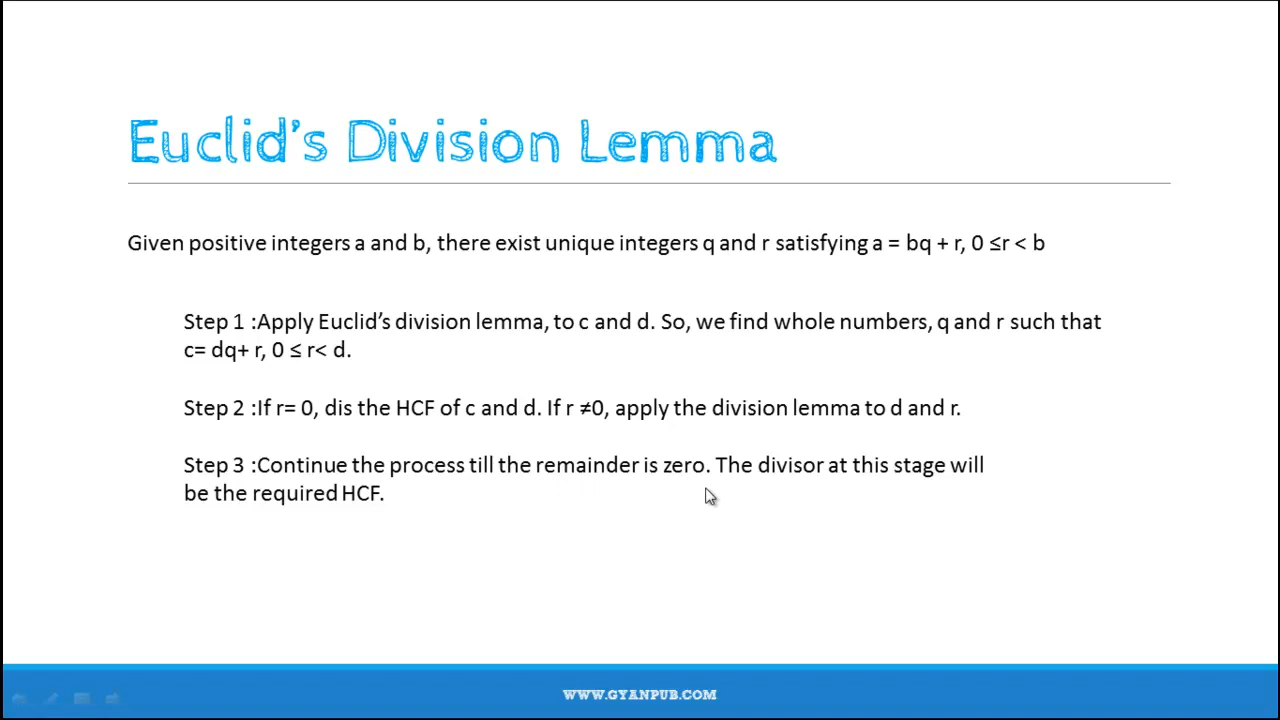 Euclid's Division Lemma
Given positive integers a and b, there exist unique integers q and r satisfying a = bq + r, 0 ≤r < b
Step 1 :Apply Euclid's division lemma, to c and d. So, we find whole numbers, q and r such that
c= dq+ r, 0 ≤ r< d.
Step 2 :If r= 0, dis the HCF of c and d. If r ≠0, apply the division lemma to d and r.
Step 3 :Continue the process till the remainder is zero. The divisor at this stage will
be the required HCF.
WWW.GYANPUB.COM